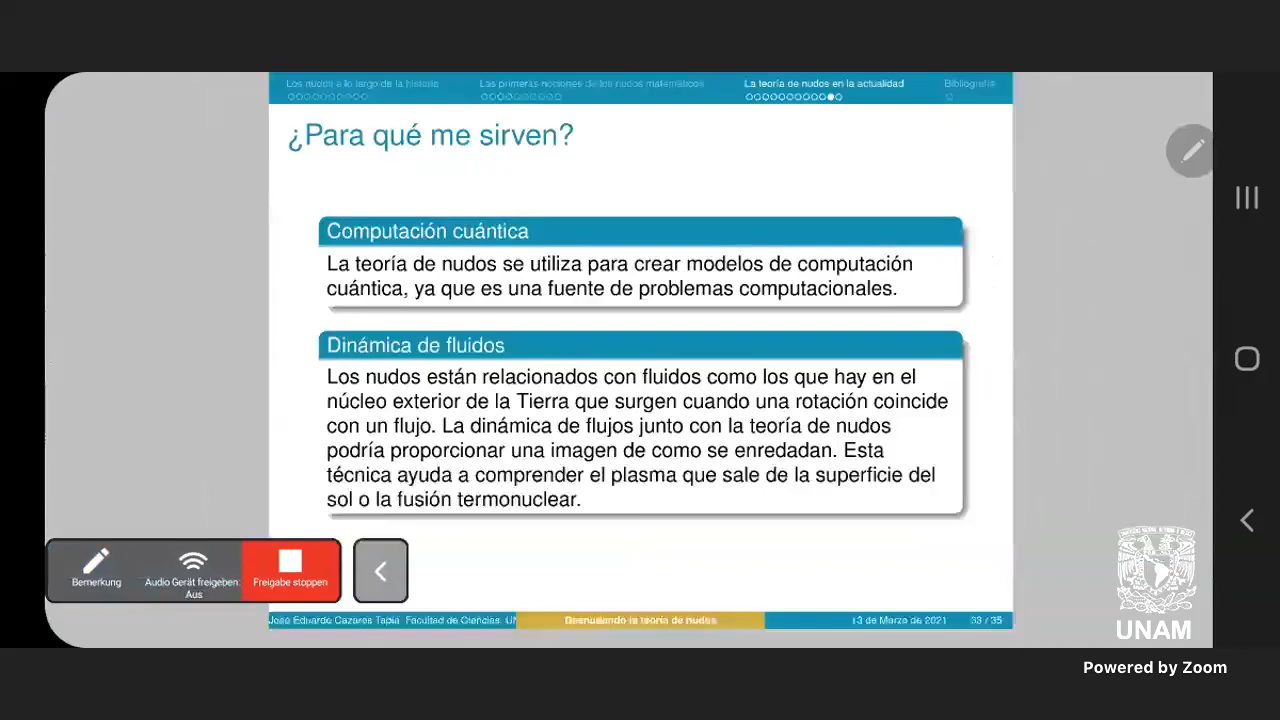 Los nudos a lo largo de la historia
Las primeras nociones de los nudos matemáticos
La teoría de nudos en la actualidad
Bibliografía
¿Para qué me sirven?
Computación cuántica
La teoría de nudos se utiliza para crear modelos de computación
cuántica, ya que es una fuente de problemas computacionales.
Dinámica de fluidos
Los nudos están relacionados con fluidos como los que hay en el
núcleo exterior de la Tierra que surgen cuando una rotación coincide
con un flujo. La dinámica de flujos junto con la teoría de nudos
podría proporcionar una imagen de como se enredadan. Esta
técnica ayuda a comprender el plasma que sale de la superficie del
sol o la fusión termonuclear.
Bemerkung
Audio Gerät freigeben:
Aus
Freigabe stoppen
José Eduardo Cazares Tapia Facultad de Ciencias
Desnudando la teoría de nudos
13 de Marzo de 2021
33 / 35
UNAM
Powered by Zoom